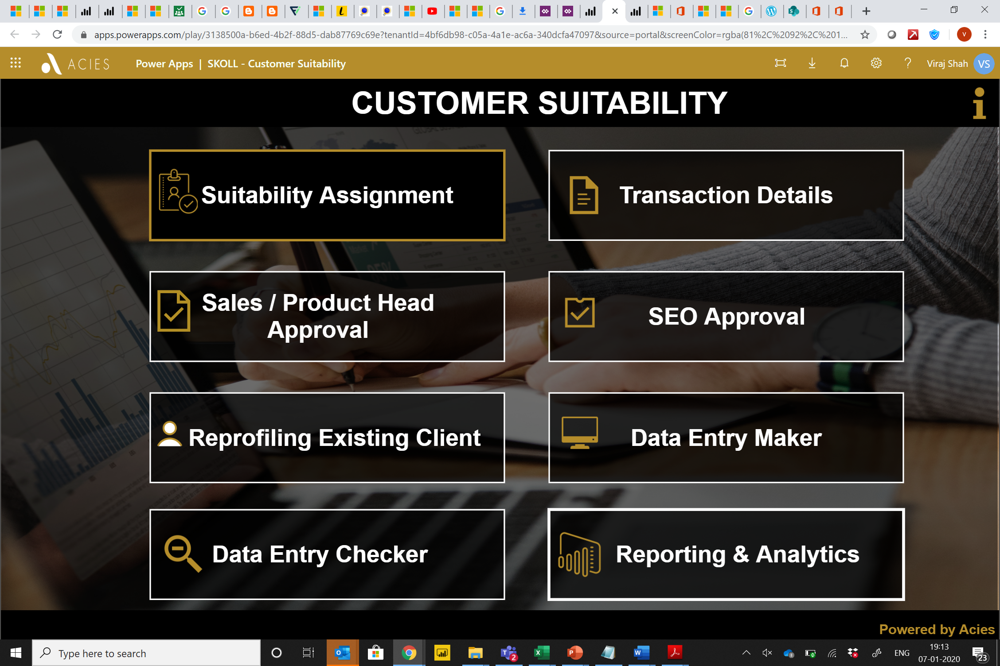 apps.powerapps.com/play/3138500a-b6ed-4b2f-88d5-dab87769c69e?tenantId=4bf6db98-c05a-4a1e-ac6a-340dcfa47097&source=portal&screenColor=rgba(81%2C%2092%2C%201...
V
ACIES
Power Apps | SKOLL - Customer Suitability
Viraj Shah
VS
CUSTOMER SUITABILITY
Suitability Assignment
Transaction Details
Sales / Product Head
Approval
SEO Approval
Reprofiling Existing Client
Data Entry Maker
Data Entry Checker
Reporting & Analytics
Powered by Acies
Type here to search
2
ENG
19:13
07-01-2020
23